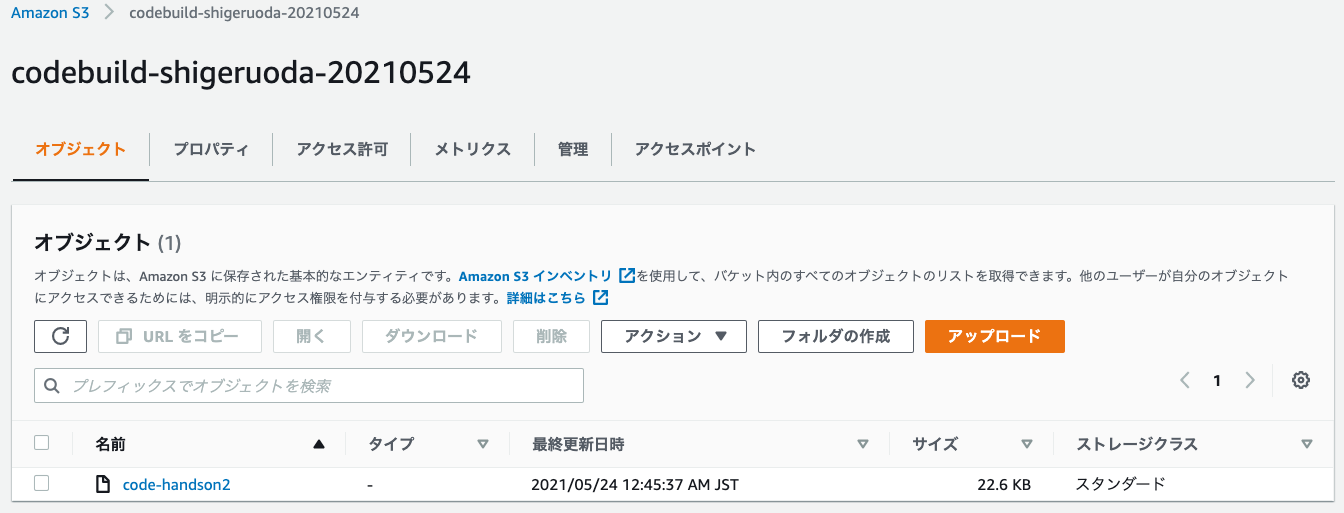 Amazon S3 > codebuild-shigeruoda-20210524
codebuild-shigeruoda-20210524
オブジェクト プロパティ アクセス許可 メトリクス 管理 アクセスポイント
オブジェクト (1)
オブジェクトは、Amazon S3 に保存された基本的なエンティティです。Amazon S3 インベントリ を使用して、バケット内のすべてのオブジェクトのリストを取得できます。他のユーザーが自分のオブジェクト
にアクセスできるためには、明示的にアクセス権限を付与する必要があります。詳細はこちら
URL をコピー 開く ダウンロード 削除 アクション フォルダの作成 アップロード
プレフィックスでオブジェクトを検索
1
名前 タイプ 最終更新日時 サイズ ストレージクラス
code-handson2 - 2021/05/24 12:45:37 AM JST 22.6 KB スタンダード